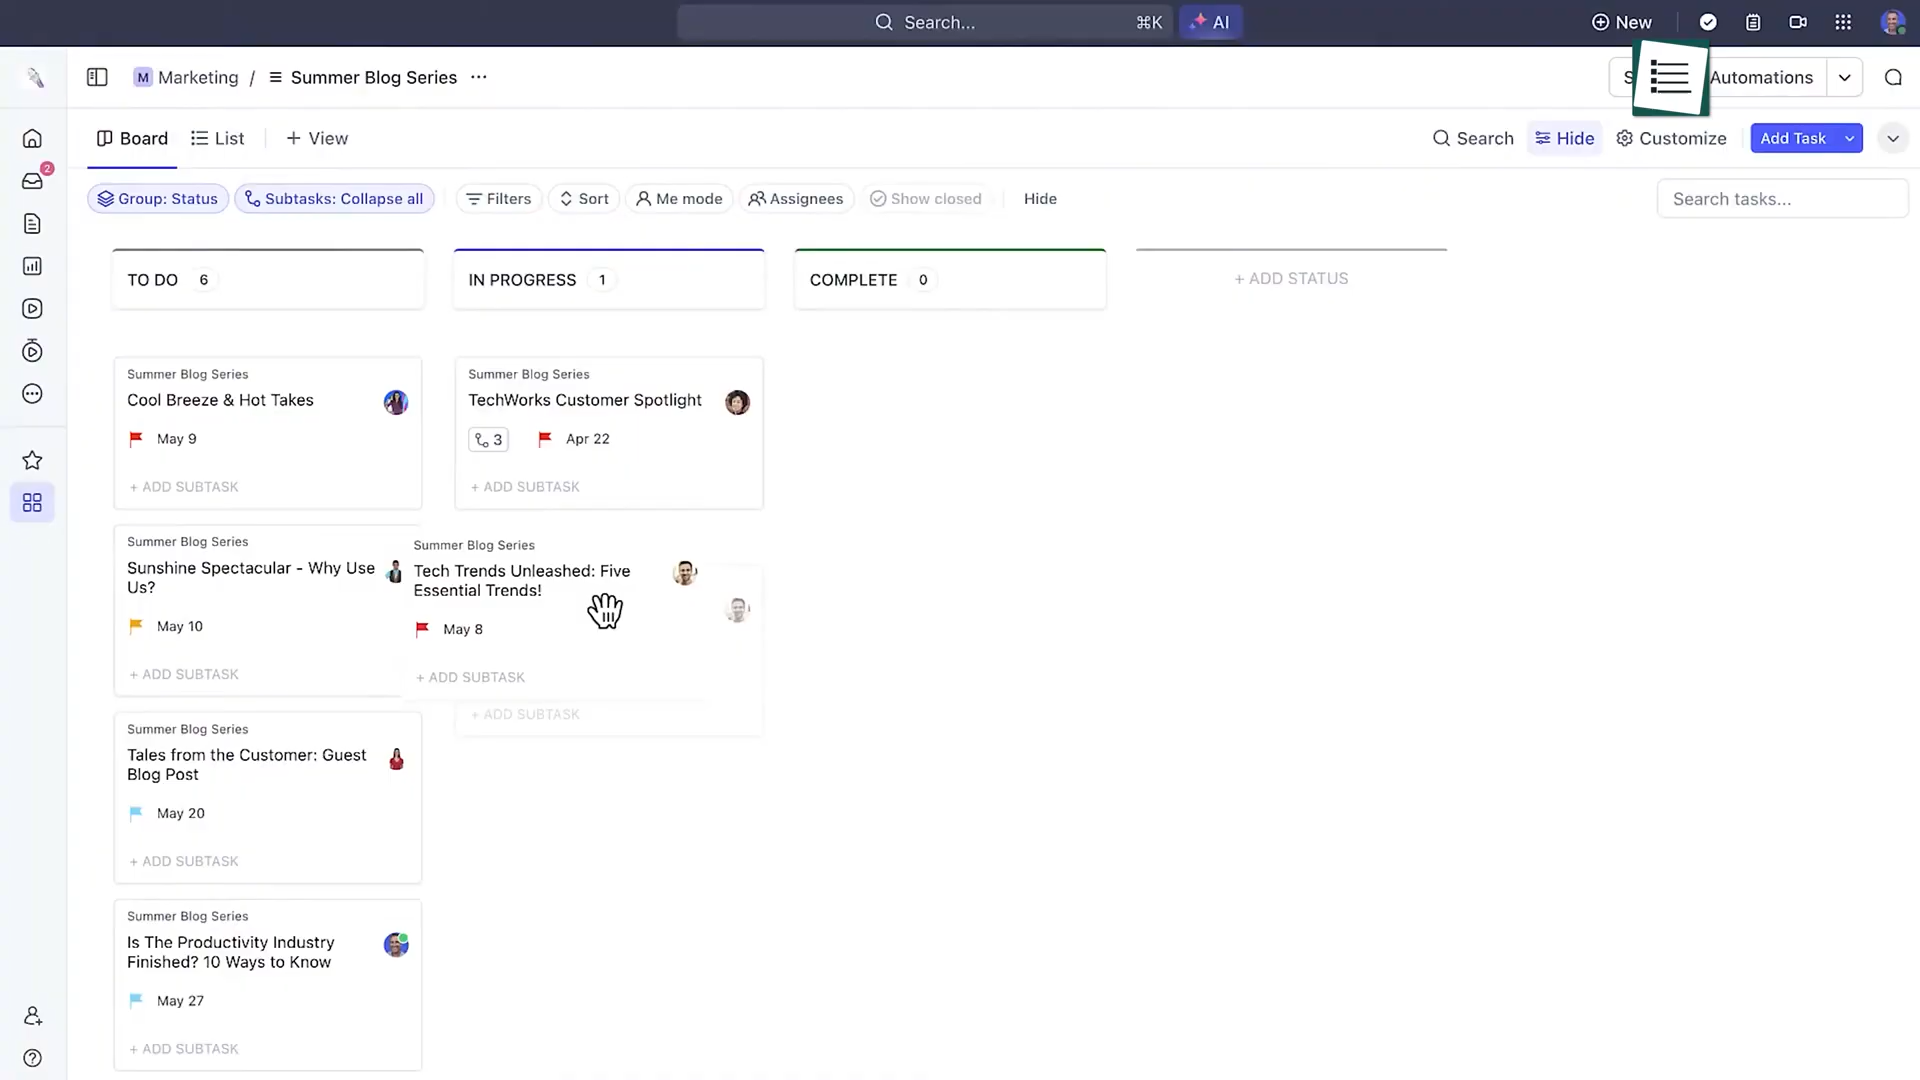 Search...
⌘K
AI
New
M Marketing / Summer Blog Series ...
S
Automations
Board
List
+ View
Search
Hide
Customize
Add Task
2
Group: Status
Subtasks: Collapse all
Filters
Sort
Me mode
Assignees
Show closed
Hide
Search tasks...
TO DO 6
IN PROGRESS 1
COMPLETE 0
+ ADD STATUS
Summer Blog Series
Cool Breeze & Hot Takes
May 9
+ ADD SUBTASK
Summer Blog Series
Sunshine Spectacular - Why Use
Us?
May 10
+ ADD SUBTASK
Summer Blog Series
Tales from the Customer: Guest
Blog Post
May 20
+ ADD SUBTASK
Summer Blog Series
Is The Productivity Industry
Finished? 10 Ways to Know
May 27
+ ADD SUBTASK
Summer Blog Series
TechWorks Customer Spotlight
3
Apr 22
+ ADD SUBTASK
Summer Blog Series
Tech Trends Unleashed: Five
Essential Trends!
May 8
+ ADD SUBTASK
+ ADD SUBTASK